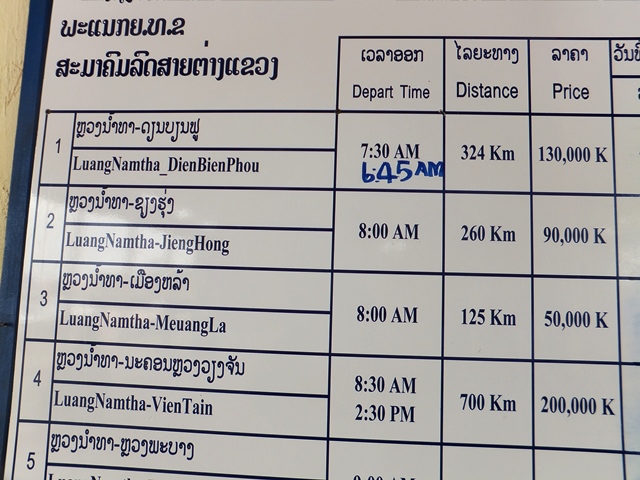 ພະແນກຍ.ທ.ຂ
ສະມາຄົມລົດສາຍຕ່າງແຂວງ
ເວລາອອກ ໄລຍະທາງ ລາຄາ
Depart Time Distance Price
1 ຫຼວງນ້ຳທາ-ດຽນບຽນຟູ
LuangNamtha_DienBienPhou 7:30 AM 324 Km 130,000 K
6:45 AM
2 ຫຼວງນ້ຳທາ-ຊຽງຮຸ່ງ
LuangNamtha-JiengHong 8:00 AM 260 Km 90,000 K
3 ຫຼວງນ້ຳທາ-ເມືອງຫລ້າ
LuangNamtha-MeuangLa 8:00 AM 125 Km 50,000 K
4 ຫຼວງນ້ຳທາ-ນະຄອນຫຼວງວຽງຈັນ
LuangNamtha-VienTain 8:30 AM 700 Km 200,000 K
2:30 PM
5 ຫຼວງນ້ຳທາ-ຫຼວງພະບາງ